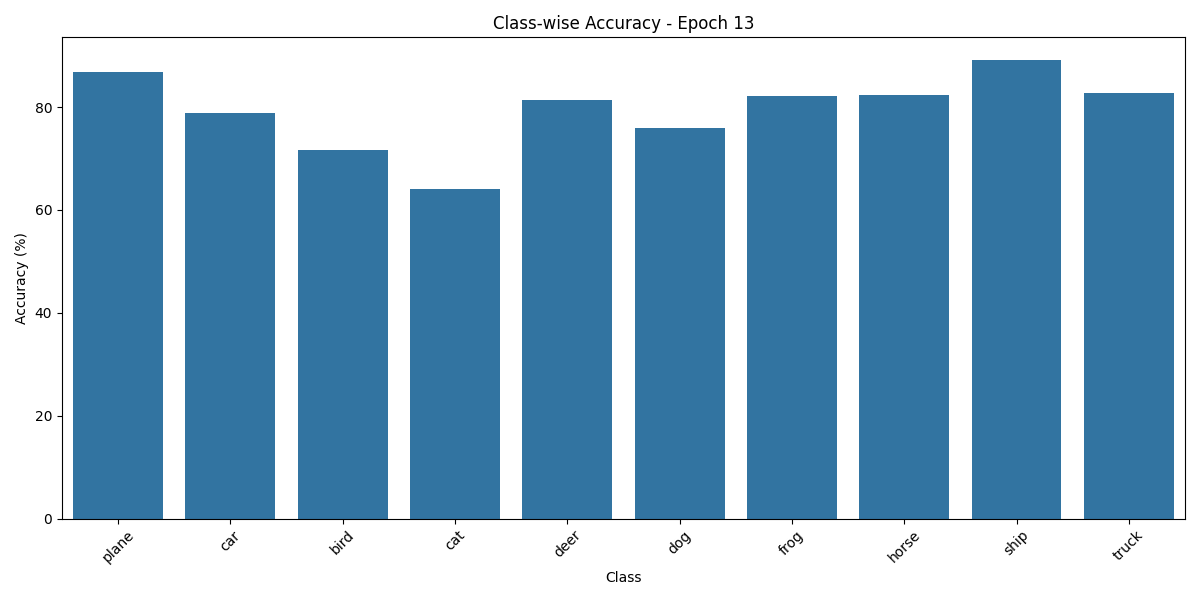 Class-wise Accuracy - Epoch 13
Accuracy (%)
80
60
40
20
0
plane car bird cat deer dog frog horse ship truck
Class